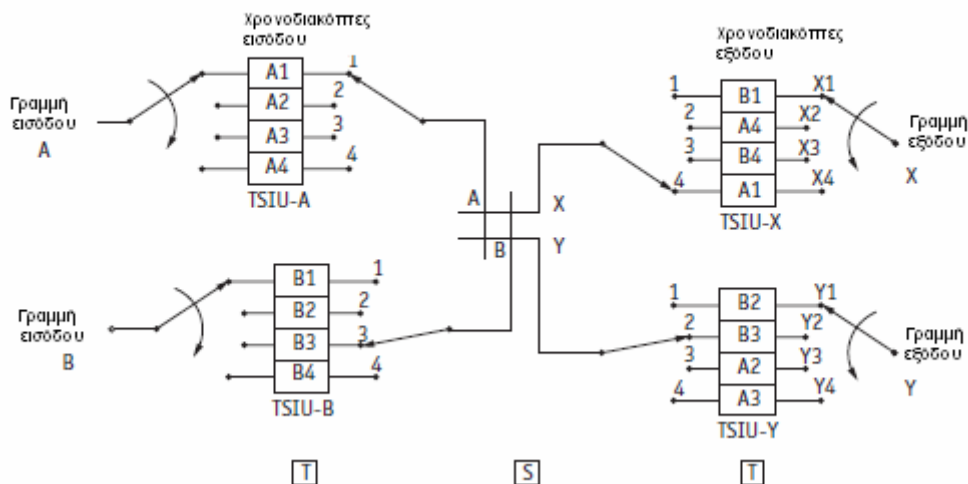 Χρονοδιακόπτες
εισόδου
Γραμμή
εισόδου
A
A1
A2
A3
A4
1
2
3
4
TSIU-A
Γραμμή
εισόδου
B
B1
B2
B3
B4
1
2
3
4
TSIU-B
A
B
X
Y
Χρονοδιακόπτες
εξόδου
1
2
3
4
B1
A4
B4
A1
X1
X2
X3
X4
TSIU-X
Γραμμή
εξόδου
X
1
2
3
4
B2
B3
A2
A3
Y1
Y2
Y3
Y4
TSIU-Y
Γραμμή
εξόδου
Y
T
S
T